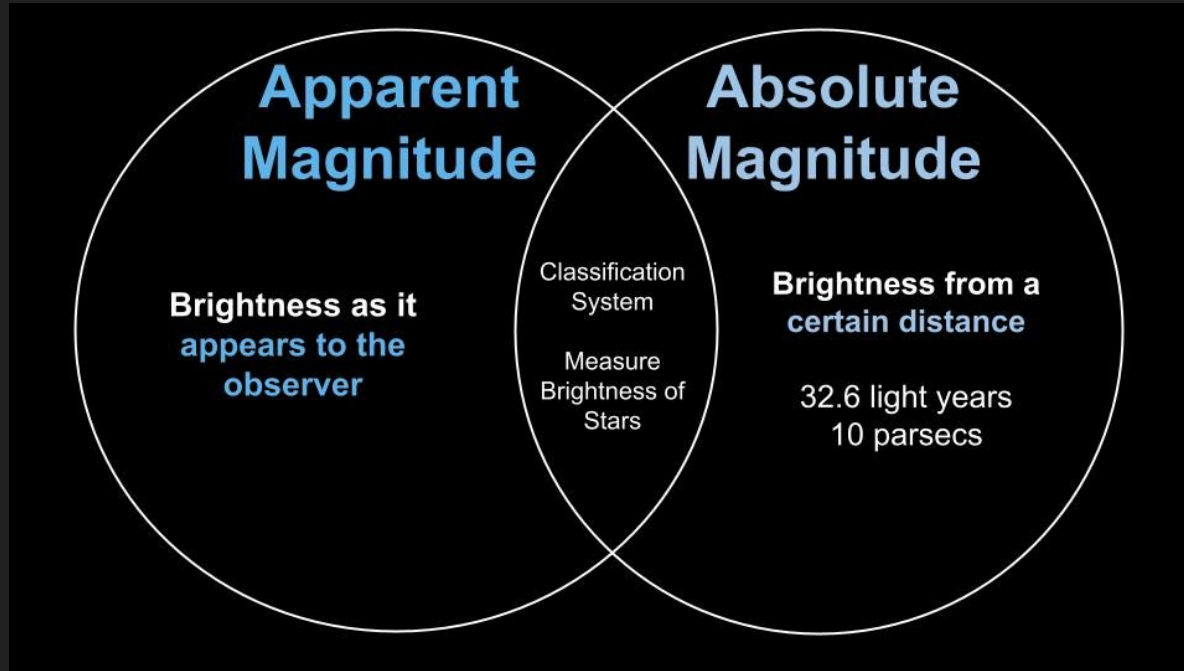 Apparent
Magnitude
Absolute
Magnitude
Brightness as it
appears to the
observer
Classification
System
Measure
Brightness of
Stars
Brightness from a
certain distance
32.6 light years
10 parsecs